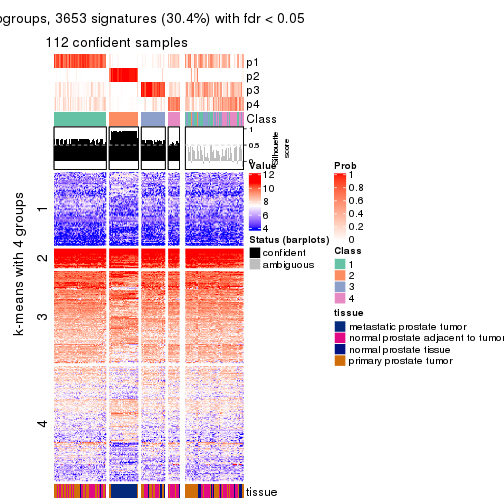 ogroups, 3653 signatures (30.4%) with fdr < 0.05
112 confident samples
p1
p2
p3
p4
Class
1
0.5
0
Silhouette
score
Value
12
10
8
6
4
Status (barplots)
confident
ambiguous
Prob
1
0.8
0.6
0.4
0.2
0
Class
1
2
3
4
tissue
metastatic prostate tumor
normal prostate adjacent to tumor
normal prostate tissue
primary prostate tumor
k-means with 4 groups
1
2
3
4
tissue